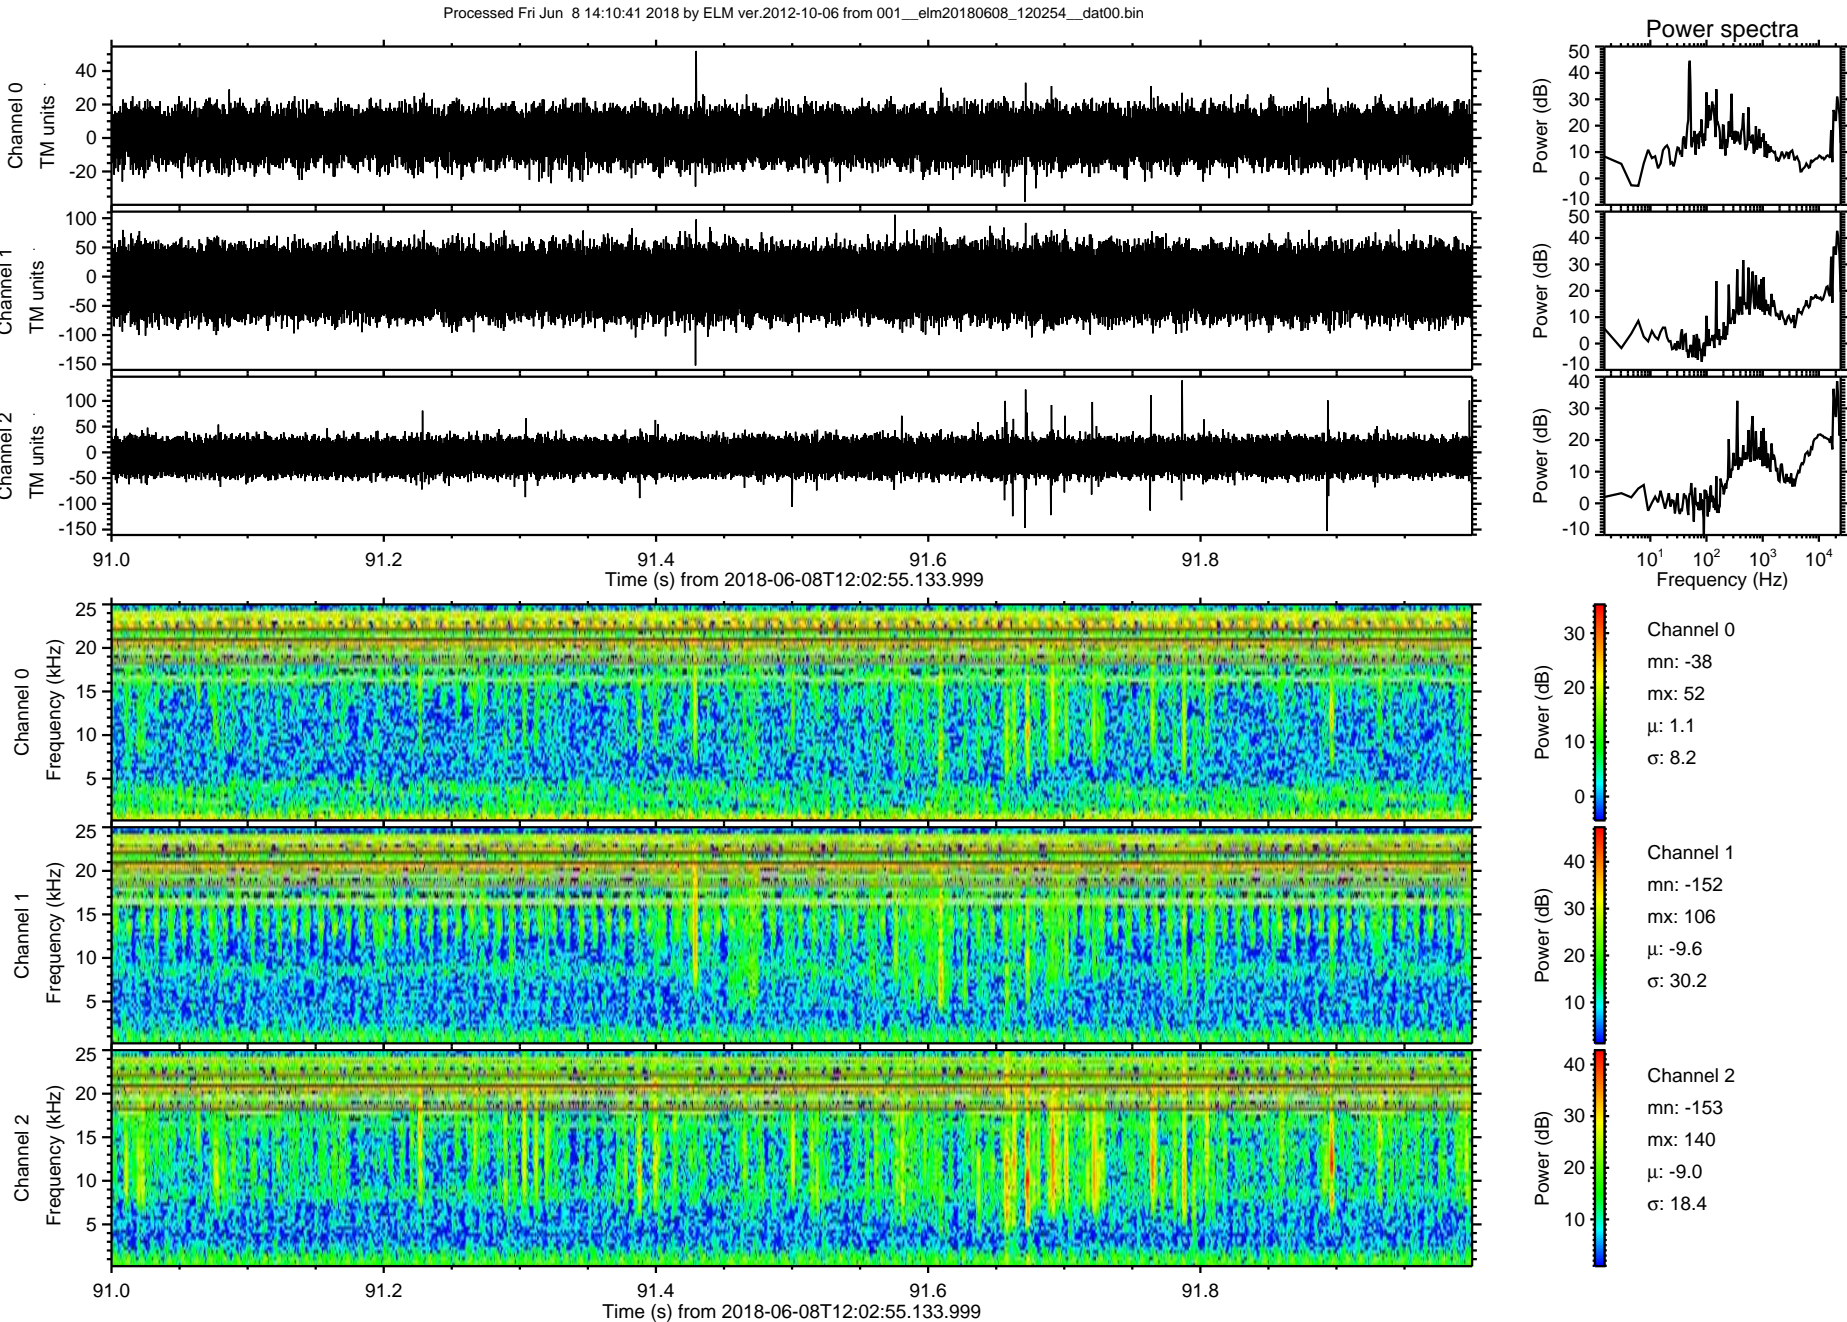 Processed Fri Jun  8 14:10:41 2018 by ELM ver.2012-10-06 from 001__elm20180608_120254__dat00.bin
Power spectra
Channel 0
TM units
40
20
0
-20
Power (dB)
50
40
30
20
10
0
-10
Channel 1
TM units
100
50
0
-50
-100
-150
Power (dB)
50
40
30
20
10
0
-10
Channel 2
TM units
100
50
0
-50
-100
-150
Power (dB)
40
30
20
10
0
-10
91.0 91.2 91.4 91.6 91.8
Time (s) from 2018-06-08T12:02:55.133.999
10¹ 10² 10³ 10⁴
Frequency (Hz)
Channel 0
Frequency (kHz)
25
20
15
10
5
Power (dB)
30
20
10
0
Channel 0
mn: -38
mx: 52
μ: 1.1
σ: 8.2
Channel 1
Frequency (kHz)
25
20
15
10
5
Power (dB)
40
30
20
10
Channel 1
mn: -152
mx: 106
μ: -9.6
σ: 30.2
Channel 2
Frequency (kHz)
25
20
15
10
5
Power (dB)
40
30
20
10
Channel 2
mn: -153
mx: 140
μ: -9.0
σ: 18.4
91.0 91.2 91.4 91.6 91.8
Time (s) from 2018-06-08T12:02:55.133.999